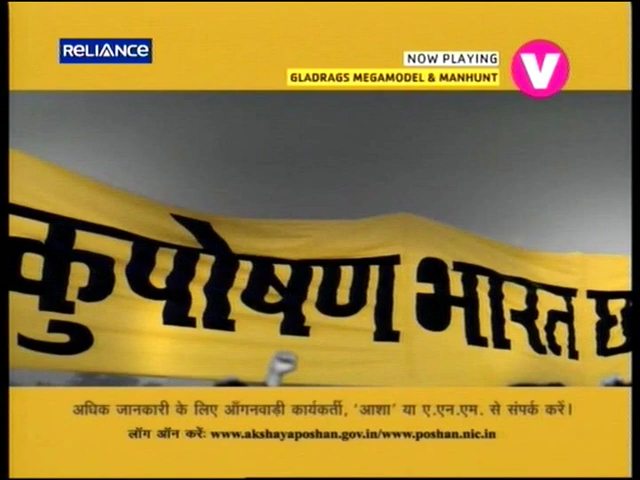 RELIANCE
NOW PLAYING
V
GLADRAGS MEGAMODEL & MANHUNT
कुपोषण भारत छ
अधिक जानकारी के लिए आँगनवाड़ी कार्यकर्ती, 'आशा' या ए.एन.एम. से संपर्क करें।
लॉग ऑन करें: www.akshayaposhan.gov.in/www.poshan.nic.in